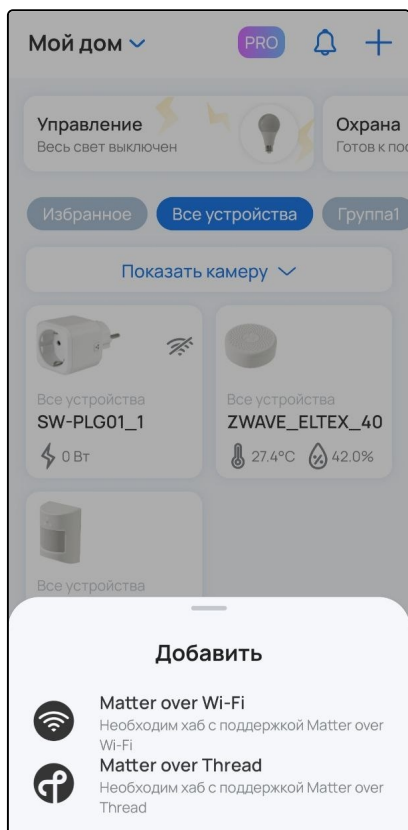 Мой дом
PRO
Управление
Весь свет выключен
Охрана
Готов к пос
Избранное
Все устройства
Группа1
Показать камеру
Все устройства
SW-PLG01_1
0 Вт
Все устройства
ZWAVE_ELTEX_40
27.4°C
42.0%
Все устройства
Добавить
Matter over Wi-Fi
Необходим хаб с поддержкой Matter over
Wi-Fi
Matter over Thread
Необходим хаб с поддержкой Matter over
Thread